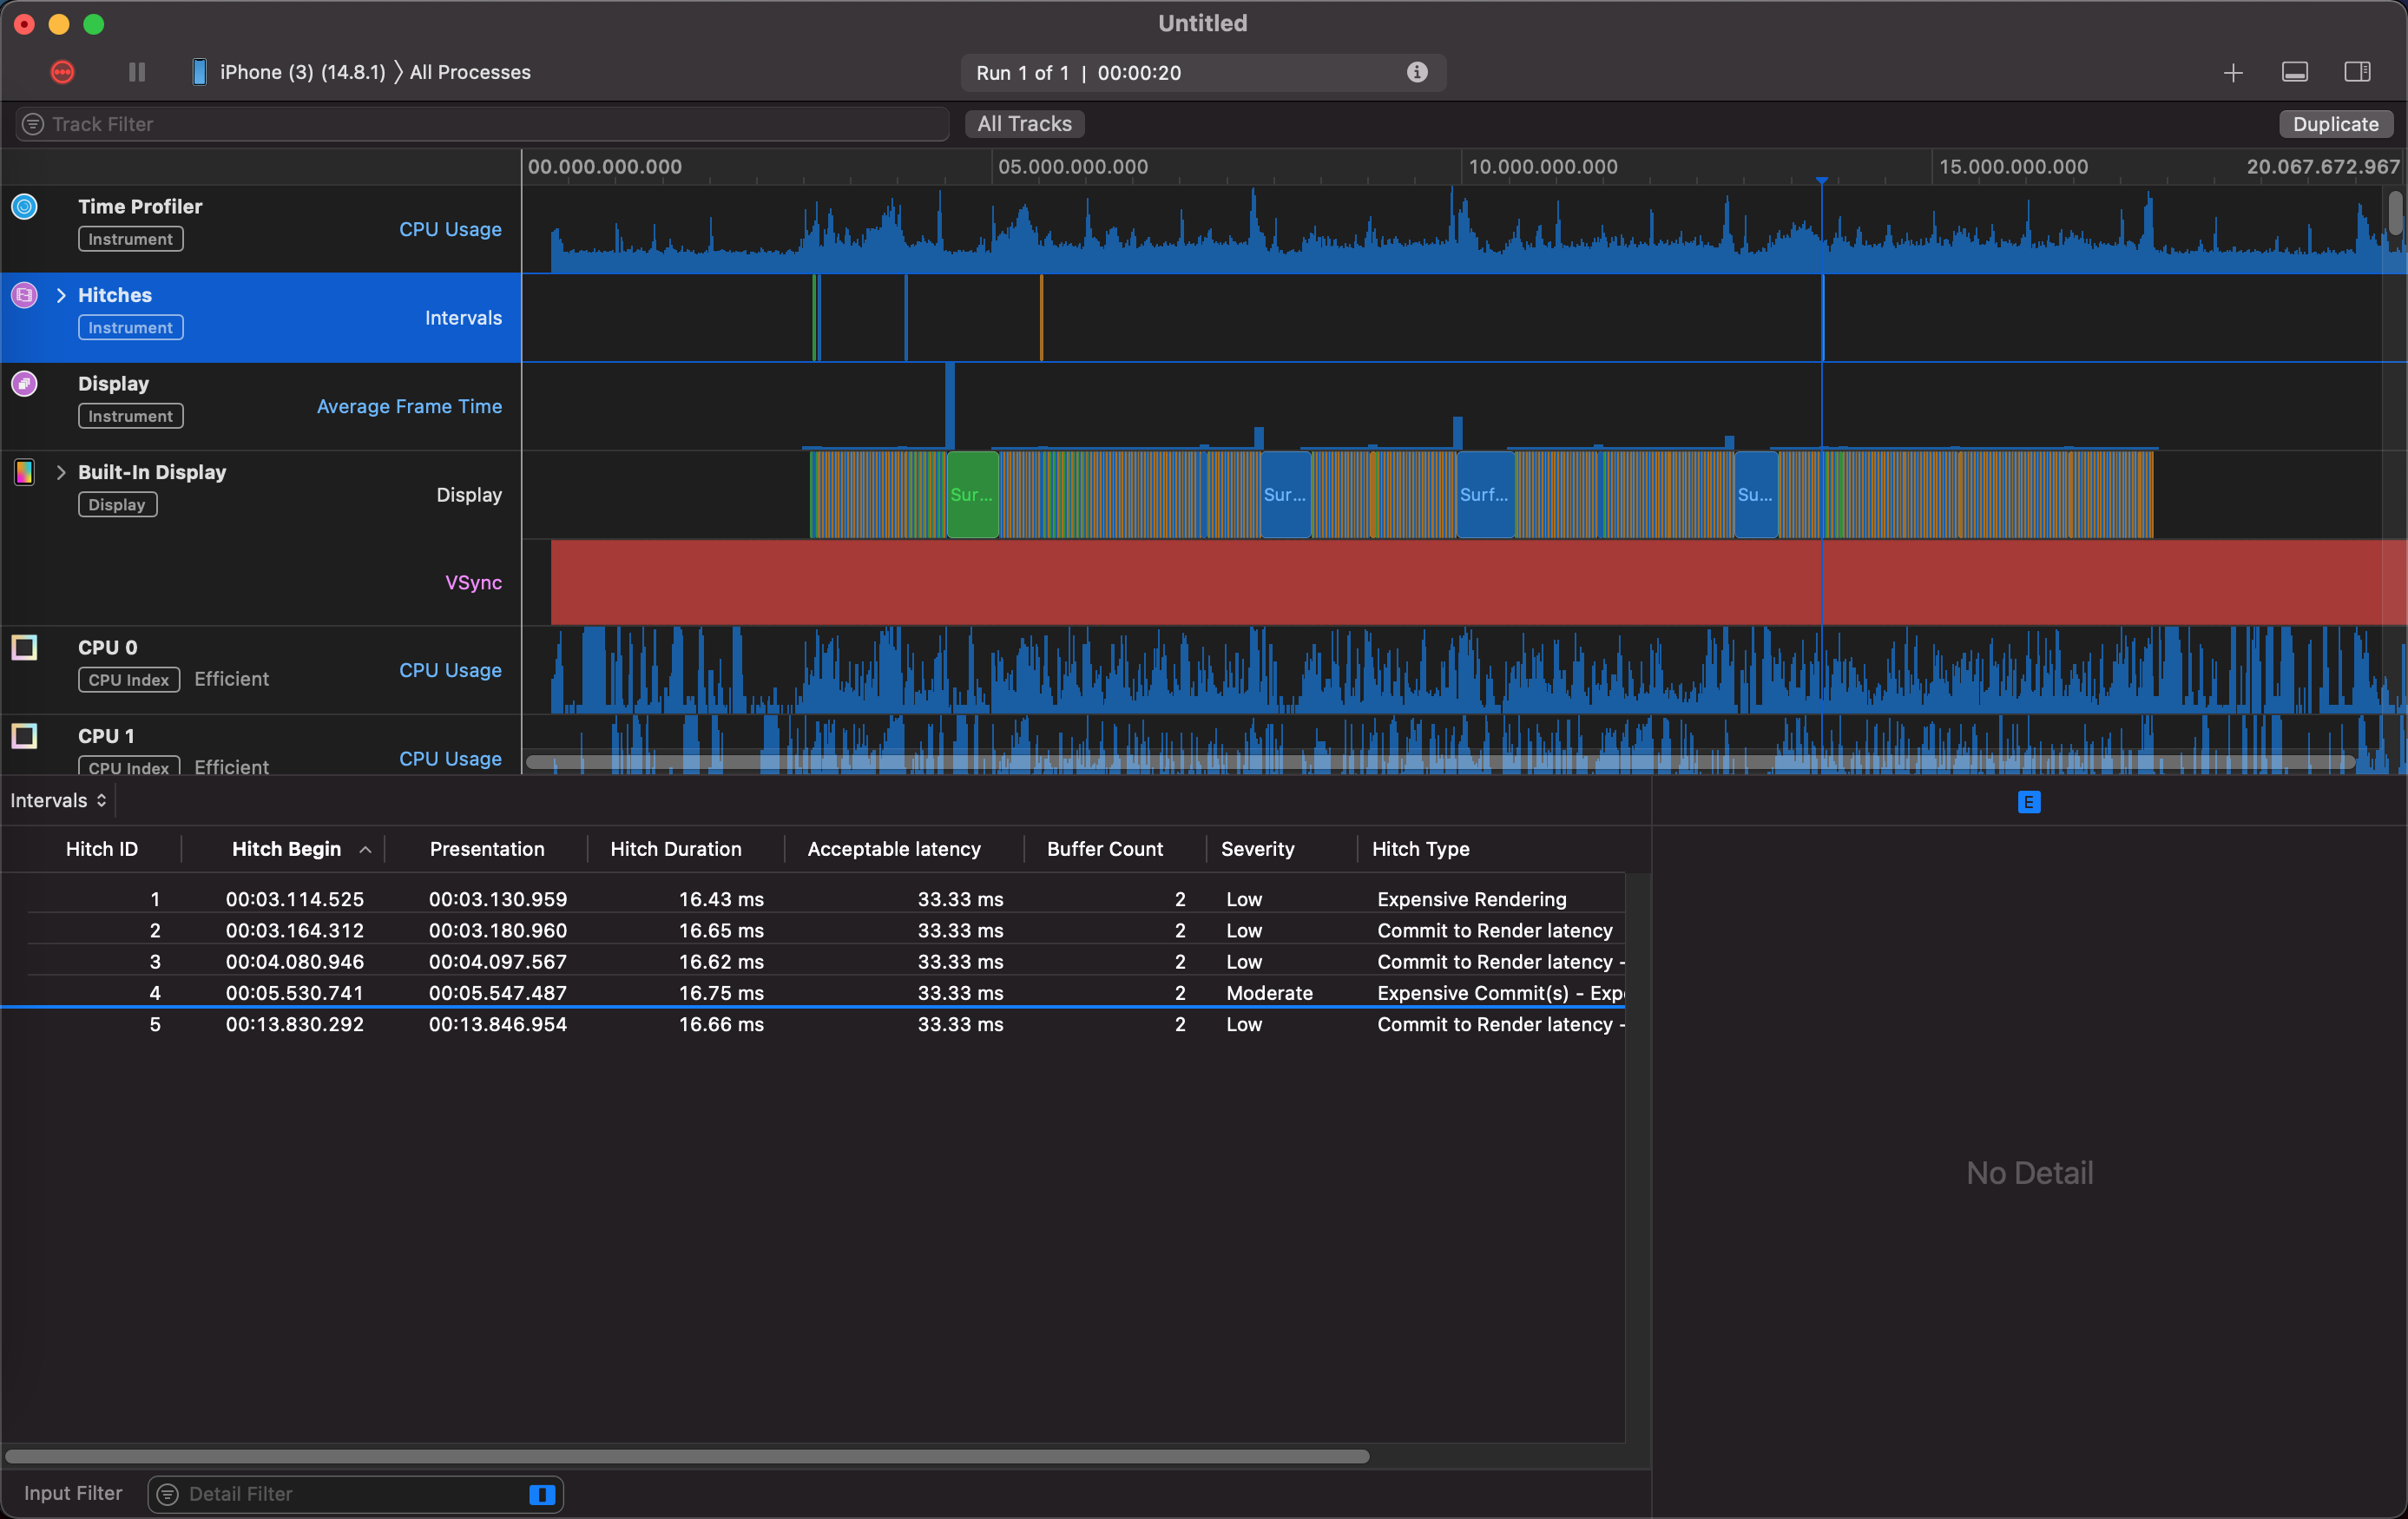 Untitled
iPhone (3) (14.8.1) 〉 All Processes
Run 1 of 1 | 00:00:20
Track Filter
All Tracks
Duplicate
00.000.000.000
05.000.000.000
10.000.000.000
15.000.000.000
20.067.672.967
Time Profiler
Instrument
CPU Usage
Hitches
Instrument
Intervals
Display
Instrument
Average Frame Time
Built-In Display
Display
Display
Sur...
Sur...
Surf...
Su...
VSync
CPU 0
CPU Index Efficient
CPU Usage
CPU 1
CPU Index Efficient
CPU Usage
Intervals
E
Hitch ID Hitch Begin Presentation Hitch Duration Acceptable latency Buffer Count Severity Hitch Type
1 00:03.114.525 00:03.130.959 16.43 ms 33.33 ms 2 Low Expensive Rendering
2 00:03.164.312 00:03.180.960 16.65 ms 33.33 ms 2 Low Commit to Render latency
3 00:04.080.946 00:04.097.567 16.62 ms 33.33 ms 2 Low Commit to Render latency -
4 00:05.530.741 00:05.547.487 16.75 ms 33.33 ms 2 Moderate Expensive Commit(s) - Exp
5 00:13.830.292 00:13.846.954 16.66 ms 33.33 ms 2 Low Commit to Render latency -
No Detail
Input Filter
Detail Filter